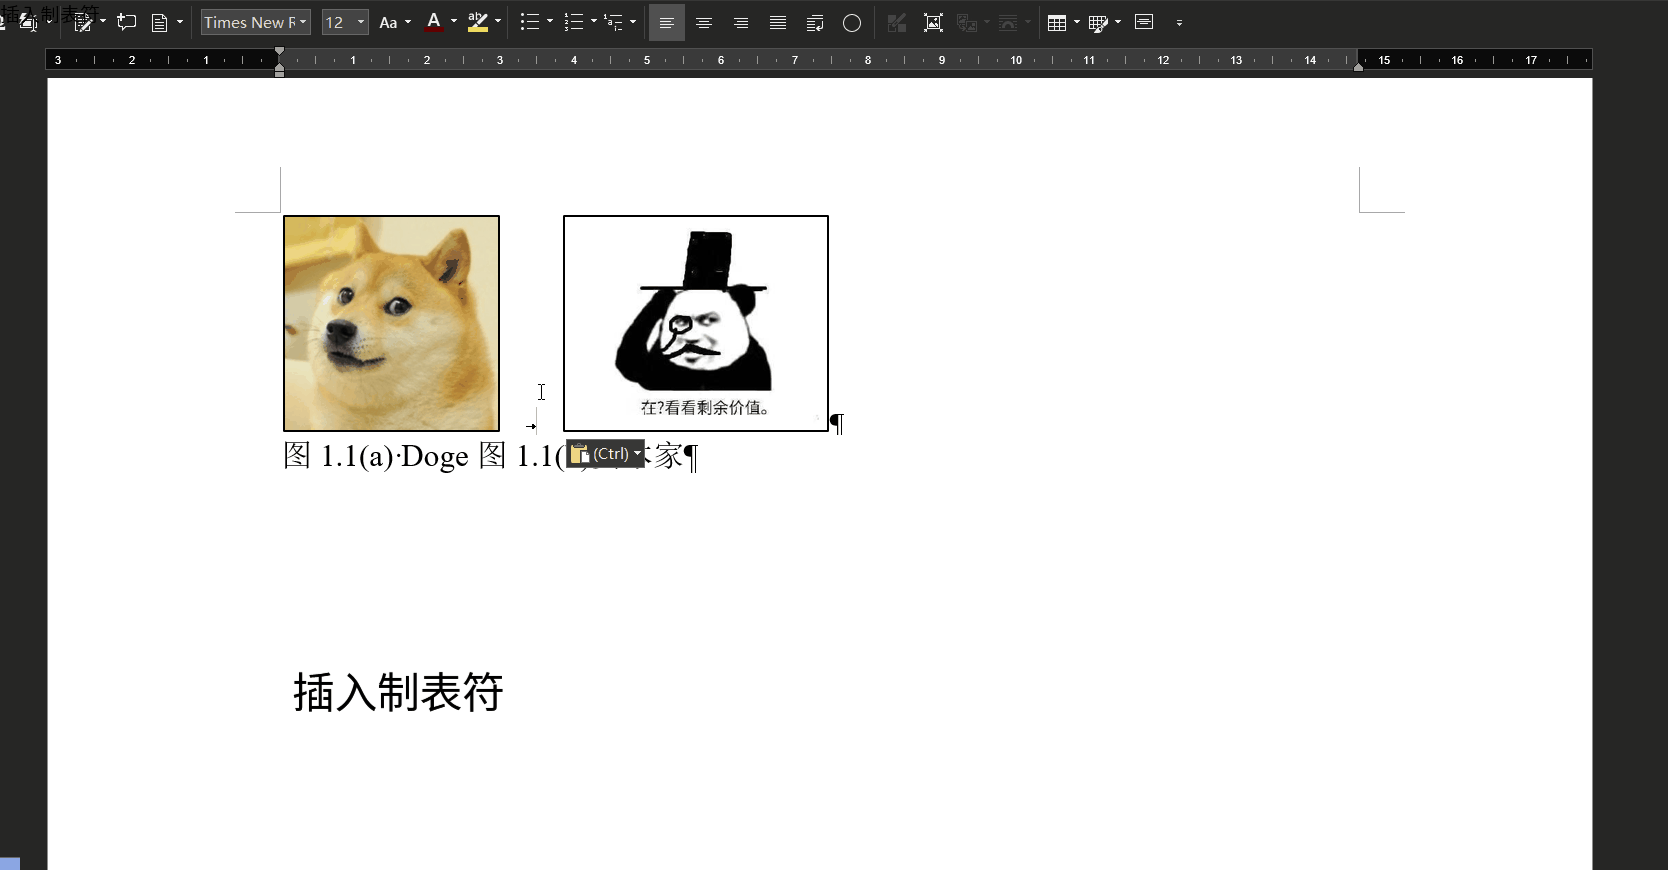 插入制表符
Times New R 12 Aa A ab
3 2 1 1 2 3 4 5 6 7 8 9 10 11 12 13 14 15 16 17
在?看看剩余价值。
图 1.1(a)·Doge 图 1.1( (Ctrl) 家
插入制表符